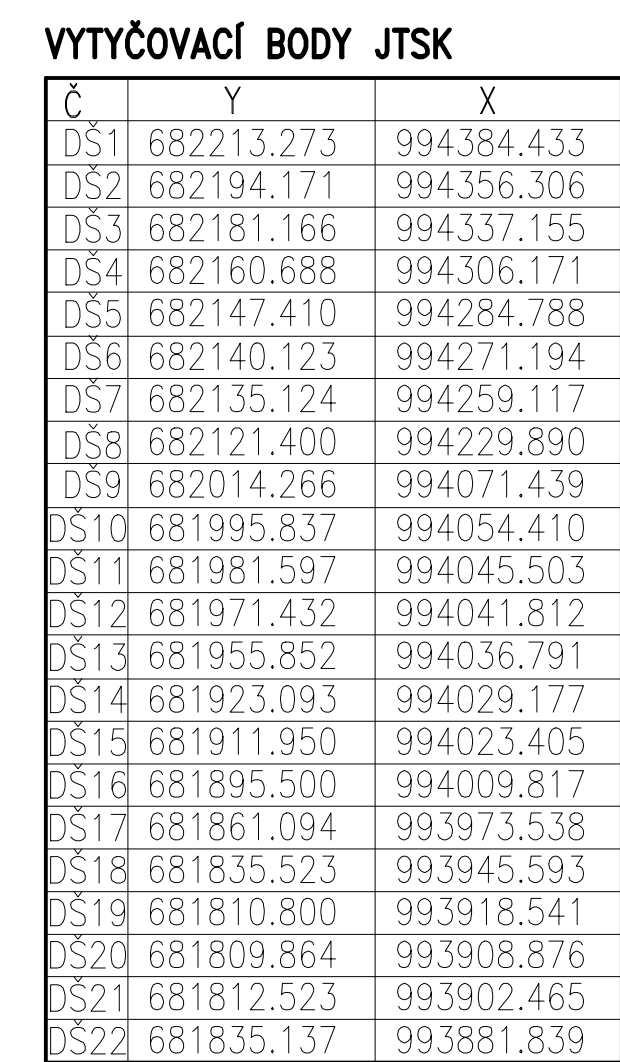 VYTYČOVACÍ BODY JTSK
Č Y X
DŠ1 682213.273 994384.433
DŠ2 682194.171 994356.306
DŠ3 682181.166 994337.155
DŠ4 682160.688 994306.171
DŠ5 682147.410 994284.788
DŠ6 682140.123 994271.194
DŠ7 682135.124 994259.117
DŠ8 682121.400 994229.890
DŠ9 682014.266 994071.439
DŠ10 681995.837 994054.410
DŠ11 681981.597 994045.503
DŠ12 681971.432 994041.812
DŠ13 681955.852 994036.791
DŠ14 681923.093 994029.177
DŠ15 681911.950 994023.405
DŠ16 681895.500 994009.817
DŠ17 681861.094 993973.538
DŠ18 681835.523 993945.593
DŠ19 681810.800 993918.541
DŠ20 681809.864 993908.876
DŠ21 681812.523 993902.465
DŠ22 681835.137 993881.839